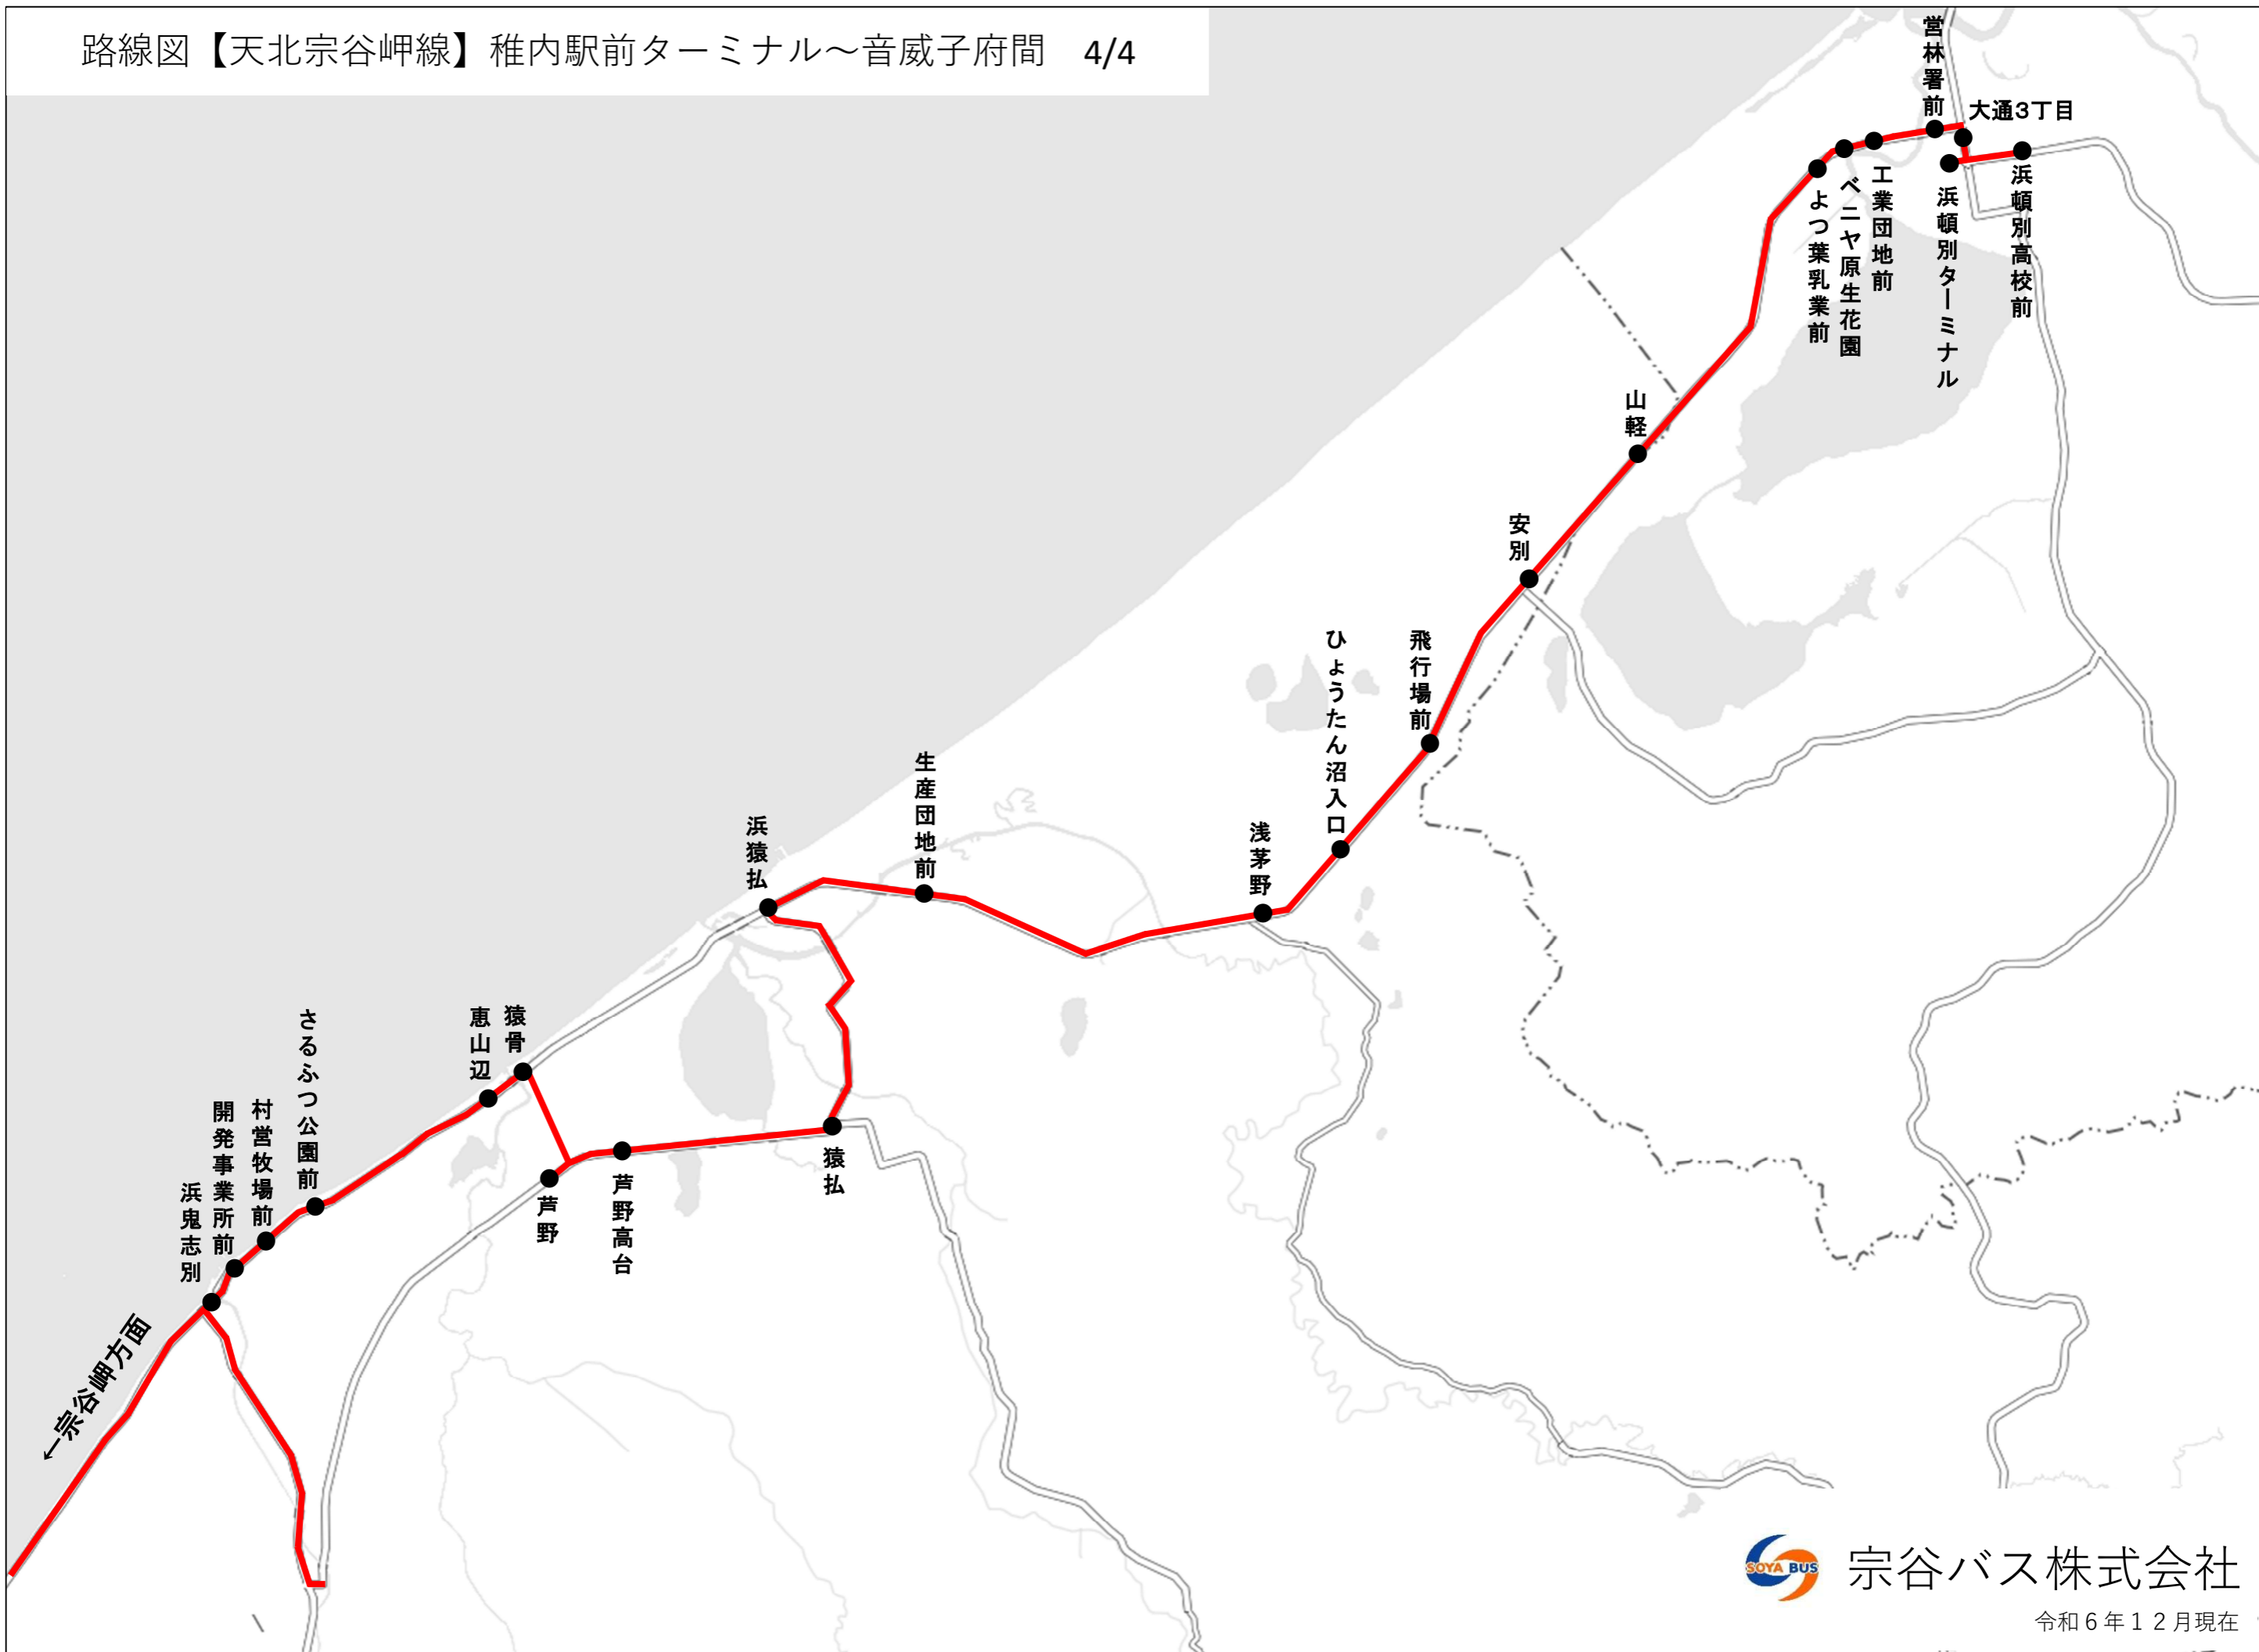 路線図【天北宗谷岬線】稚内駅前ターミナル～音威子府間 4/4
営林署前
大通3丁目
浜頓別高校前
浜頓別ターミナル
工業団地前
ベニヤ原生花園
よつ葉乳業前
山軽
安別
飛行場前
ひょうたん沼入口
浅茅野
生産団地前
浜猿払
猿払
芦野高台
芦野
猿骨
恵山辺
さるふつ公園前
村営牧場前
開発事業所前
浜鬼志別
←宗谷岬方面
SOYA BUS
宗谷バス株式会社
令和６年１２月現在